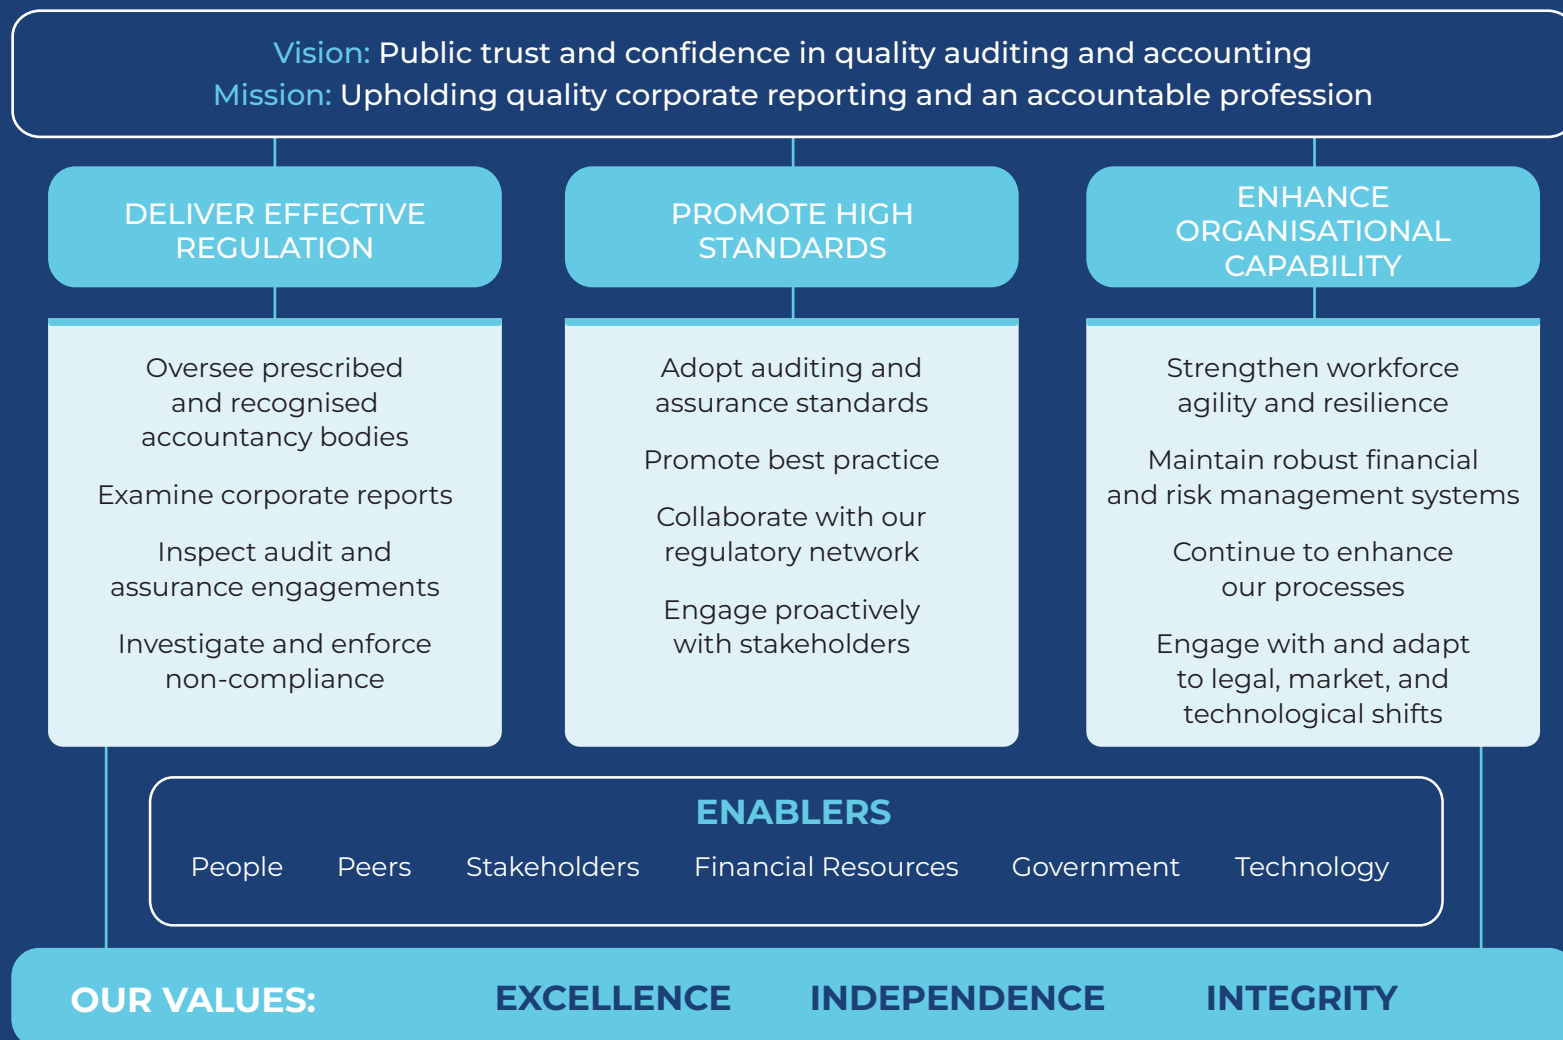 Vision: Public trust and confidence in quality auditing and accounting
Mission: Upholding quality corporate reporting and an accountable profession
DELIVER EFFECTIVE
REGULATION
Oversee prescribed
and recognised
accountancy bodies
Examine corporate reports
Inspect audit and
assurance engagements
Investigate and enforce
non-compliance
PROMOTE HIGH
STANDARDS
Adopt auditing and
assurance standards
Promote best practice
Collaborate with our
regulatory network
Engage proactively
with stakeholders
ENHANCE
ORGANISATIONAL
CAPABILITY
Strengthen workforce
agility and resilience
Maintain robust financial
and risk management systems
Continue to enhance
our processes
Engage with and adapt
to legal, market, and
technological shifts
ENABLERS
People Peers Stakeholders Financial Resources Government Technology
OUR VALUES: EXCELLENCE INDEPENDENCE INTEGRITY